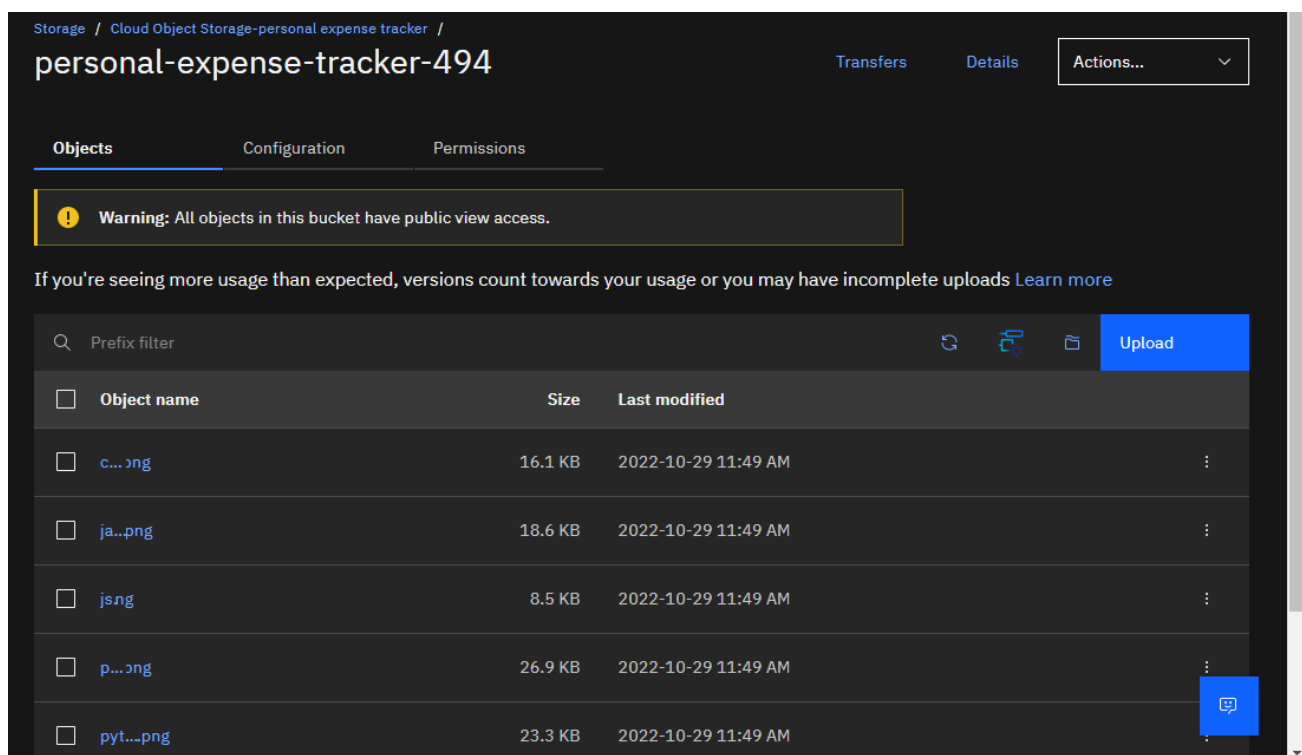 Storage / Cloud Object Storage-personal expense tracker /
personal-expense-tracker-494
Transfers Details Actions...
Objects Configuration Permissions
Warning: All objects in this bucket have public view access.
If you're seeing more usage than expected, versions count towards your usage or you may have incomplete uploads Learn more
Prefix filter Upload
Object name Size Last modified
c... png 16.1 KB 2022-10-29 11:49 AM
ja...png 18.6 KB 2022-10-29 11:49 AM
js.ng 8.5 KB 2022-10-29 11:49 AM
p... png 26.9 KB 2022-10-29 11:49 AM
pyt....png 23.3 KB 2022-10-29 11:49 AM